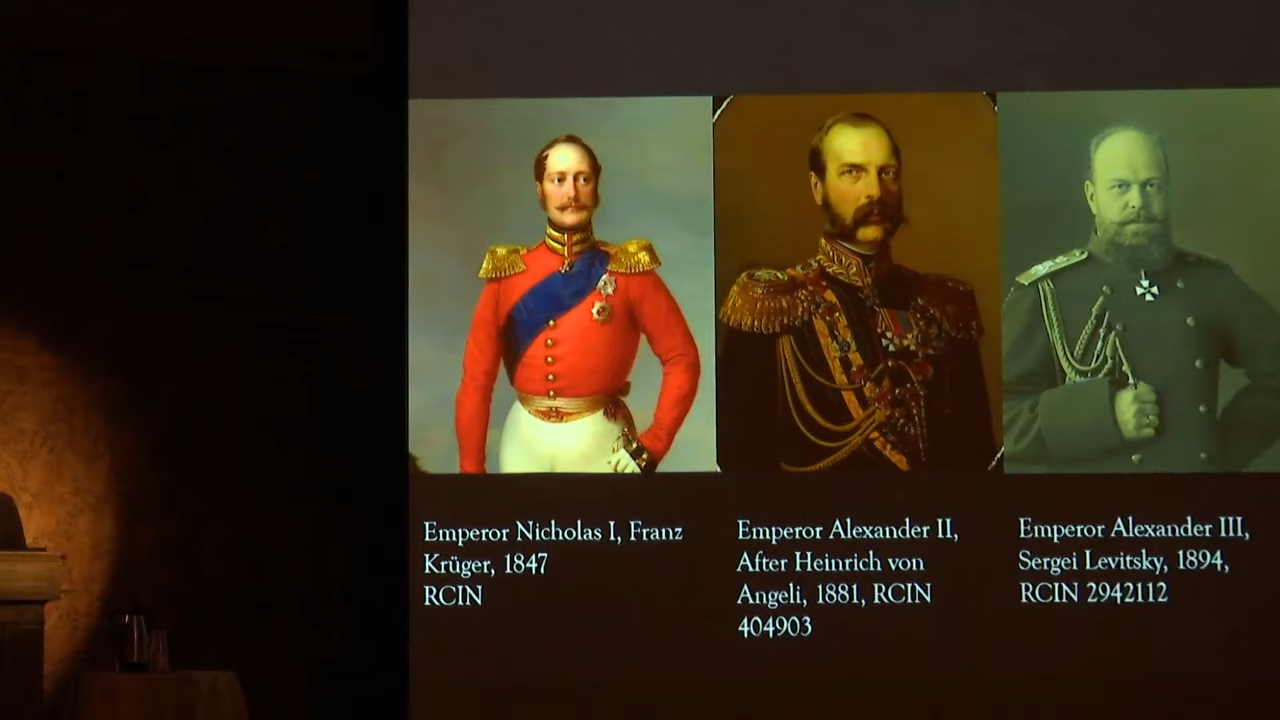 Emperor Nicholas I, Franz
Krüger, 1847
RCIN
Emperor Alexander II,
After Heinrich von
Angeli, 1881, RCIN
404903
Emperor Alexander III,
Sergei Levitsky, 1894,
RCIN 2942112